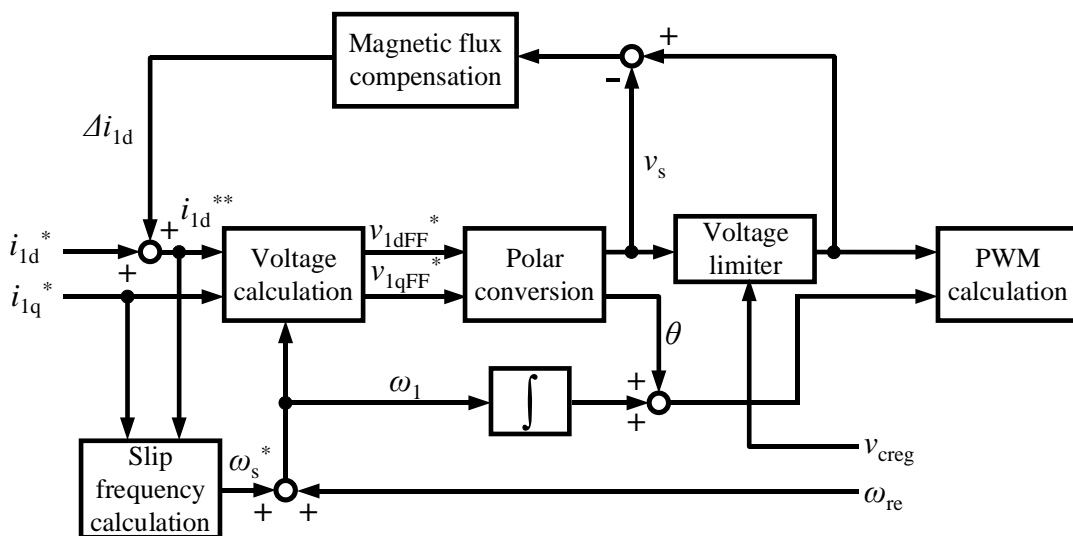 Magnetic flux
compensation
+
-
Δi1d
vs
+
i1d**
i1d*
+
i1q*
Voltage
calculation
v1dFF*
v1qFF*
Polar
conversion
Voltage
limiter
PWM
calculation
θ
ω1
∫
+
+
Slip
frequency
calculation
ωs*
+
+
vcreg
ωre